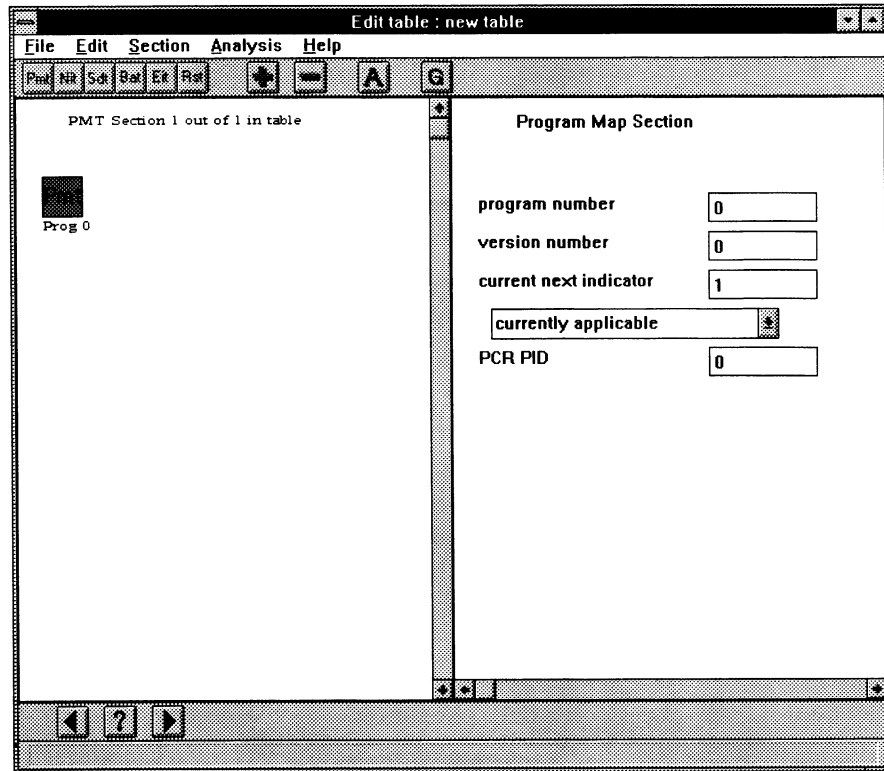 Edit table : new table
File Edit Section Analysis Help
Pmt Nit Sdt Bat Eit Rst A G
PMT Section 1 out of 1 in table
Pmt
Prog 0
Program Map Section
program number 0
version number 0
current next indicator 1
currently applicable
PCR PID 0
?